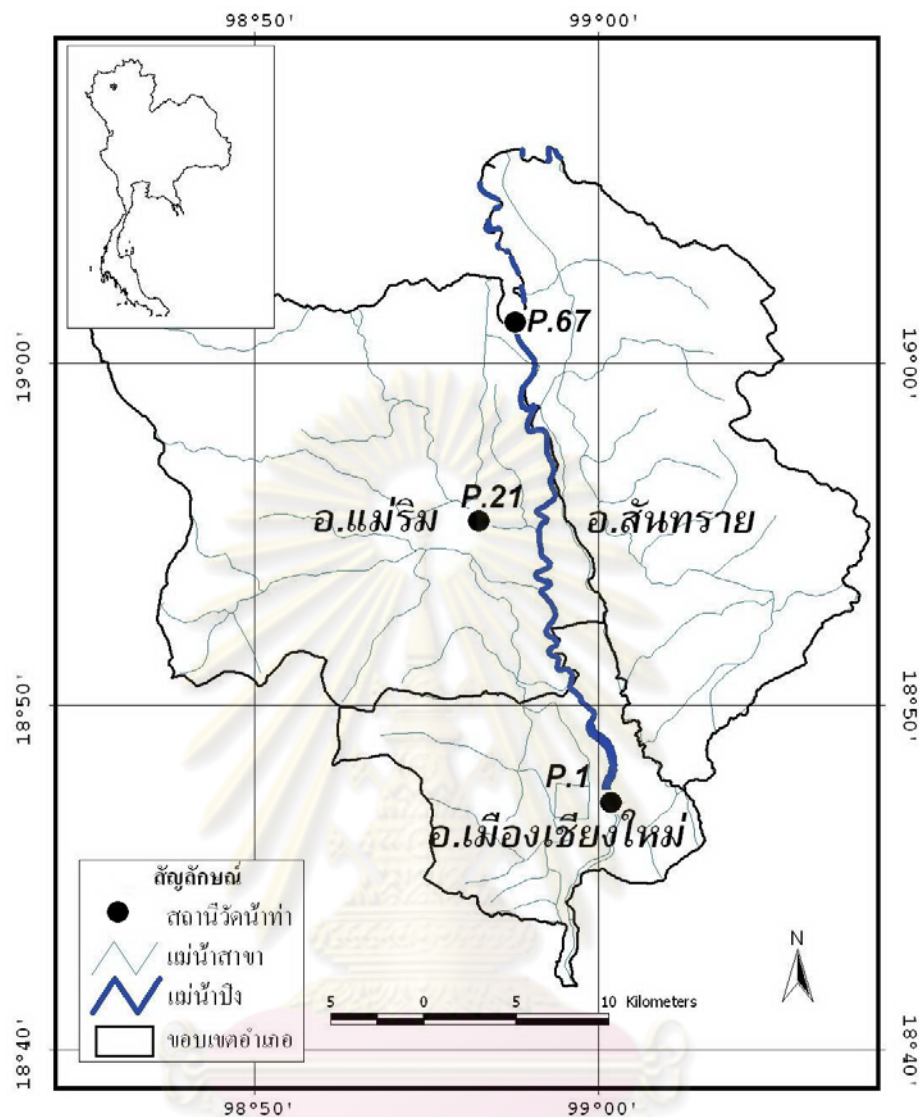 98°50' 99°00'
P.67
19°00' 19°00'
P.21
อ.แม่ริม อ.สันทราย
18°50' 18°50'
P.1
อ.เมืองเชียงใหม่
สัญลักษณ์
สถานีวัดน้ำท่า
แม่น้ำสาขา
แม่น้ำปิง
ขอบเขตอำเภอ
N
5 0 5 10 Kilometers
18°40' 18°40'
98°50' 99°00'